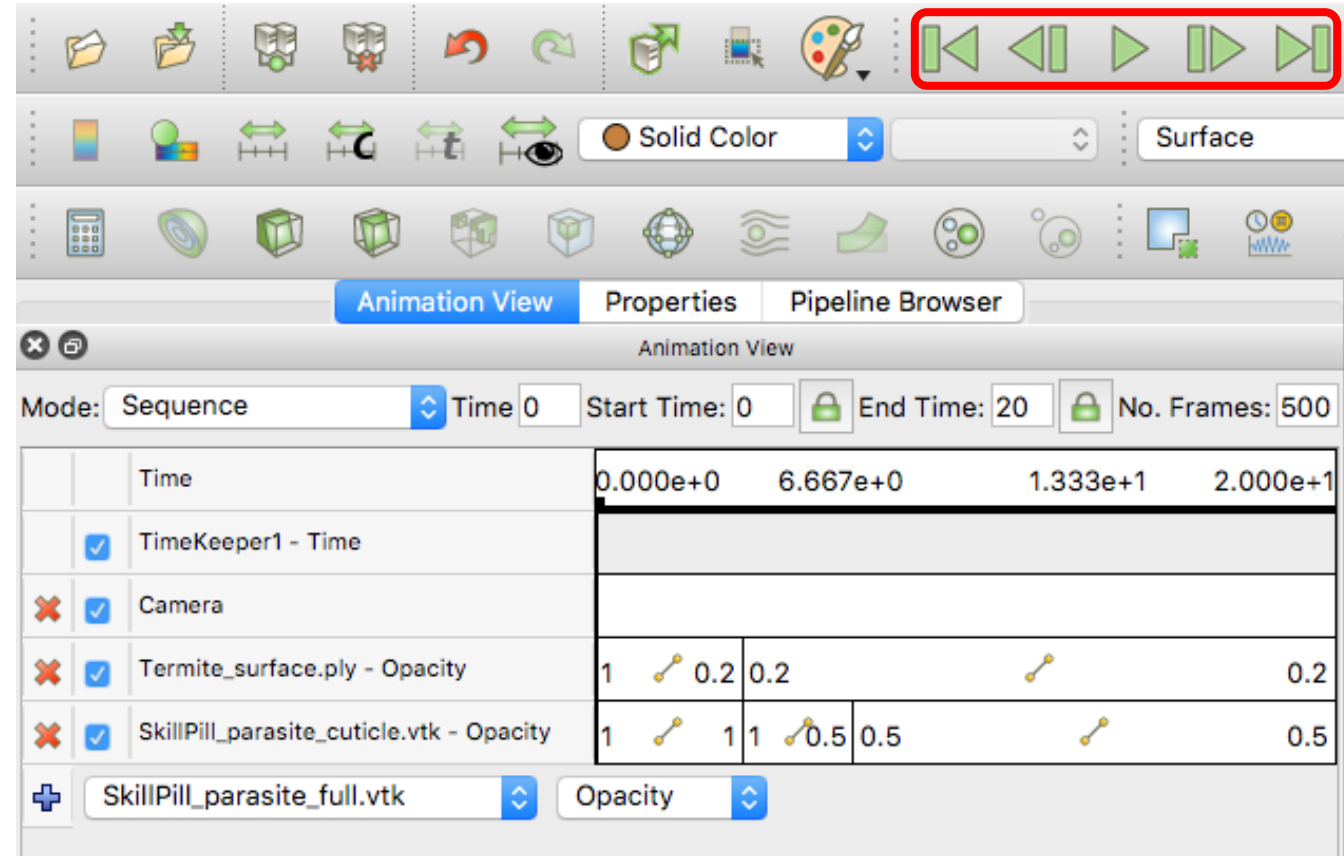 Solid Color Surface
Animation View Properties Pipeline Browser
Animation View
Mode: Sequence Time 0 Start Time: 0 End Time: 20 No. Frames: 500
Time 0.000e+0 6.667e+0 1.333e+1 2.000e+1
TimeKeeper1 - Time
Camera
Termite_surface.ply - Opacity 1 0.2 0.2 0.2
SkillPill_parasite_cuticle.vtk - Opacity 1 1 1 0.5 0.5 0.5
SkillPill_parasite_full.vtk Opacity